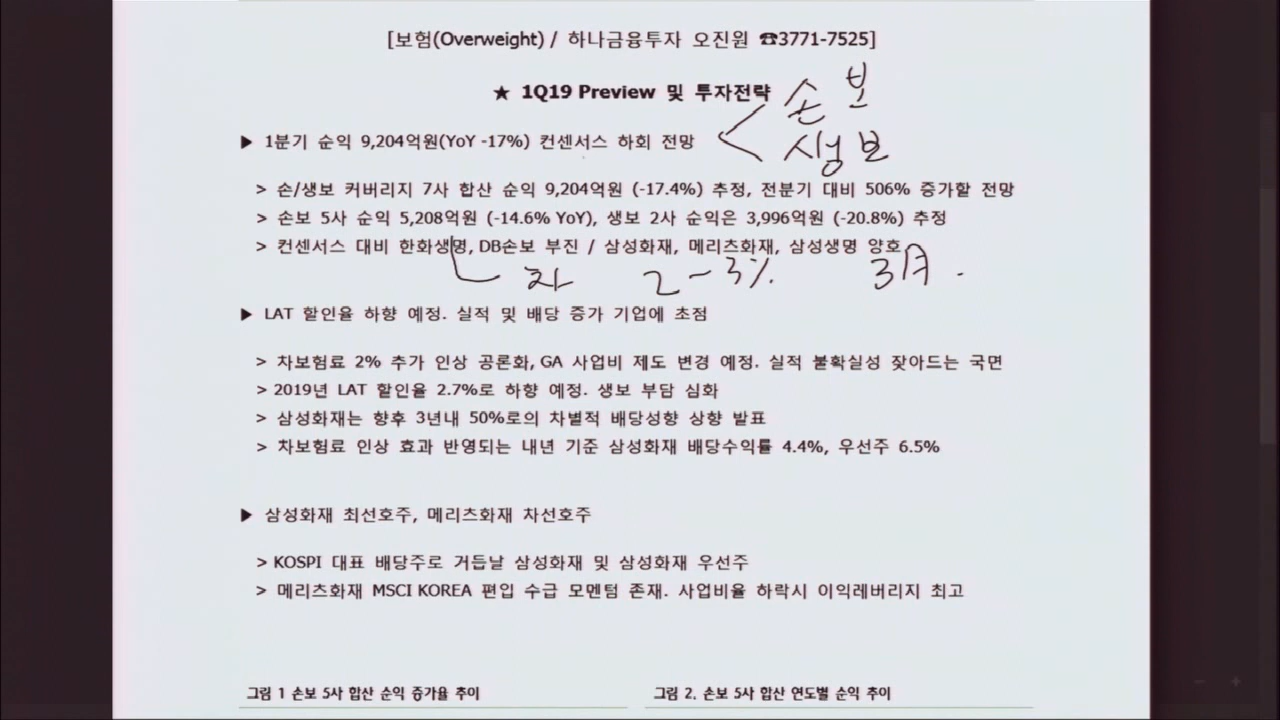 [보험(Overweight) / 하나금융투자 오진원 ☎3771-7525]
★ 1Q19 Preview 및 투자전략
손보
▶ 1분기 순익 9,204억원(YoY -17%) 컨센서스 하회 전망
생보
> 손/생보 커버리지 7사 합산 순익 9,204억원 (-17.4%) 추정, 전분기 대비 506% 증가할 전망
> 손보 5사 순익 5,208억원 (-14.6% YoY), 생보 2사 순익은 3,996억원 (-20.8%) 추정
> 컨센서스 대비 한화생명, DB손보 부진 / 삼성화재, 메리츠화재, 삼성생명 양호
차 2-3% 3월.
▶ LAT 할인율 하향 예정. 실적 및 배당 증가 기업에 초점
> 차보험료 2% 추가 인상 공론화, GA 사업비 제도 변경 예정. 실적 불확실성 잦아드는 국면
> 2019년 LAT 할인율 2.7%로 하향 예정. 생보 부담 심화
> 삼성화재는 향후 3년내 50%로의 차별적 배당성향 상향 발표
> 차보험료 인상 효과 반영되는 내년 기준 삼성화재 배당수익률 4.4%, 우선주 6.5%
▶ 삼성화재 최선호주, 메리츠화재 차선호주
> KOSPI 대표 배당주로 거듭날 삼성화재 및 삼성화재 우선주
> 메리츠화재 MSCI KOREA 편입 수급 모멘텀 존재. 사업비율 하락시 이익레버리지 최고
그림 1 손보 5사 합산 순익 증가율 추이
그림 2. 손보 5사 합산 연도별 순익 추이